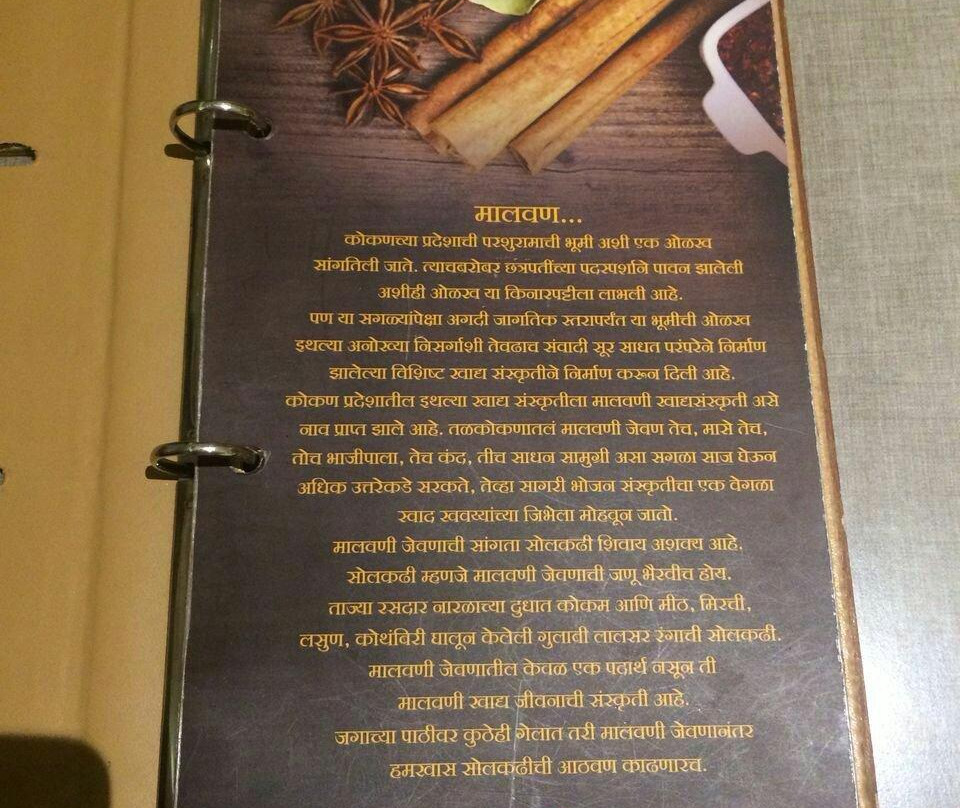 मालवण...
कोकणच्या प्रदेशाची परशुरामाची भूमी अशी एक ओळख
सांगतिली जाते. त्याचबरोबर छत्रपतींच्या पदस्पर्शाने पावन झालेली
अशीही ओळख या किनारपट्टीला लाभली आहे.
पण या सगळ्यांपेक्षा अगदी जागतिक स्तरापर्यंत या भूमीची ओळख
इथल्या अनोख्या निसर्गाशी तेवढाच संवादी सूर साधत परंपरेने निर्माण
झालेल्या विशिष्ट खाद्य संस्कृतीने निर्माण करून दिली आहे.
कोकण प्रदेशातील इथल्या खाद्य संस्कृतीला मालवणी खाद्यसंस्कृती असे
नाव प्राप्त झाले आहे. तळकोकणातलं मालवणी जेवण तेच, मासे तेच,
तोच भाजीपाला, तेच कंद, तीच साधन सामुग्री असा सगळा साज घेऊन
अधिक उत्तरेकडे सरकते, तेव्हा सागरी भोजन संस्कृतीचा एक वेगळा
स्वाद खवय्यांच्या जिभेला मोहवून जातो.
मालवणी जेवणाची सांगता सोलकढी शिवाय अशक्य आहे.
सोलकढी म्हणजे मालवणी जेवणाची जणू भैरवीच होय.
ताज्या रसदार नारळाच्या दुधात कोकम आणि मीठ, मिरची,
लसुण, कोथंबिरी घालून केलेली गुलाबी लालसर रंगाची सोलकढी.
मालवणी जेवणातील केवळ एक पदार्थ नसून ती
मालवणी खाद्य जीवनाची संस्कृती आहे.
जगाच्या पाठीवर कुठेही गेलात तरी मालवणी जेवणानंतर
हमखास सोलकढीची आठवण काढणारच.